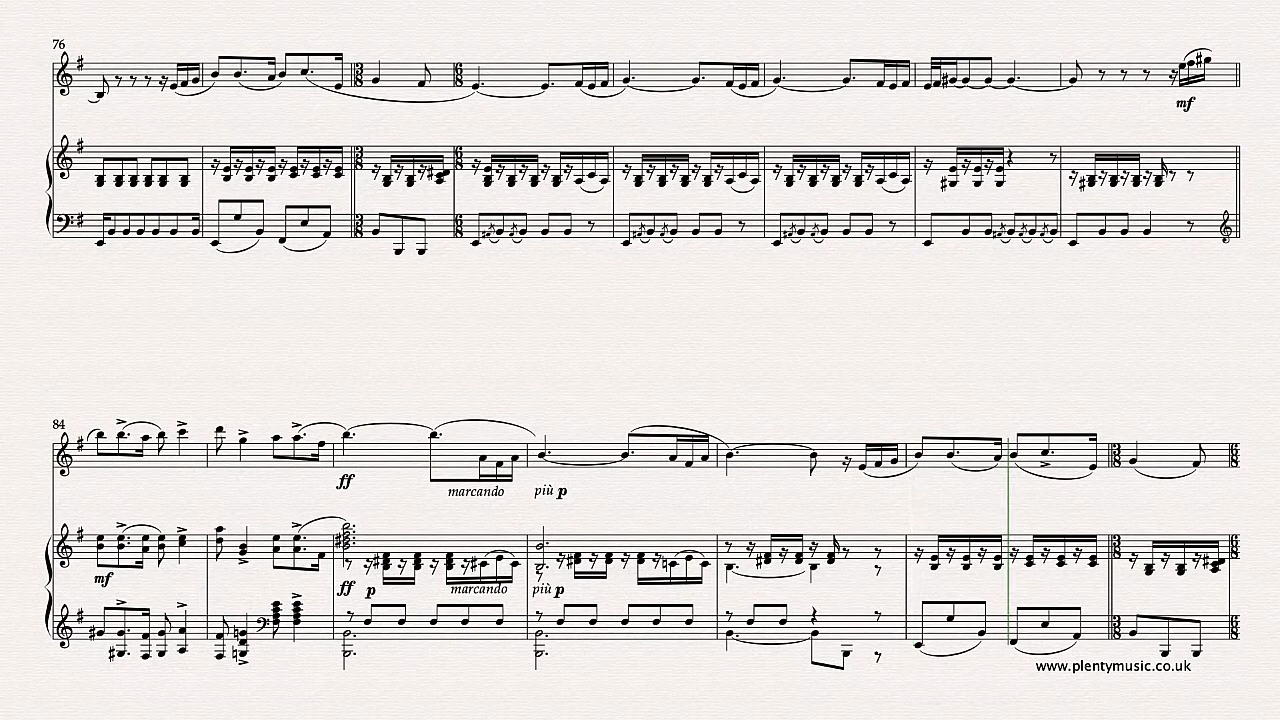 76
mf
84
ff
marcando
più p
mf
ff
p
marcando
più p
www.plentymusic.co.uk